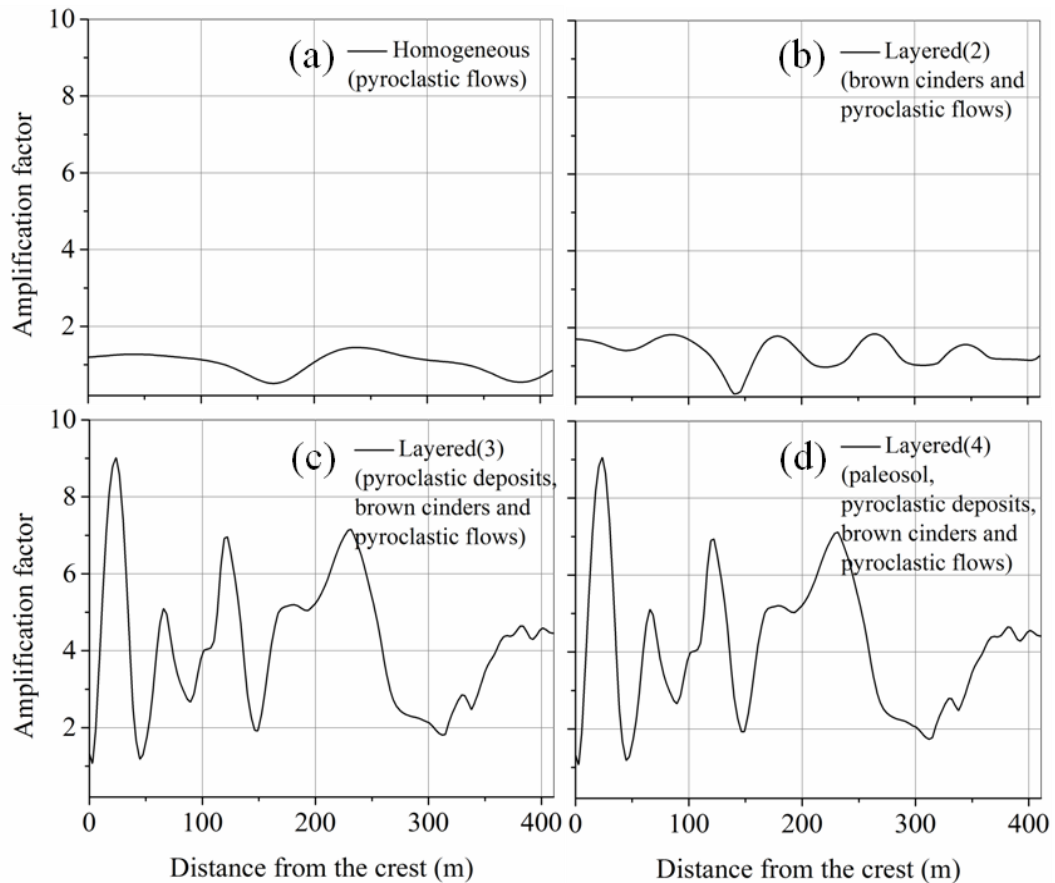 10
8
6
4
2
Amplification factor
(a)
Homogeneous
(pyroclastic flows)
(b)
Layered(2)
(brown cinders and
pyroclastic flows)
10
8
6
4
2
Amplification factor
(c)
Layered(3)
(pyroclastic deposits,
brown cinders and
pyroclastic flows)
(d)
Layered(4)
(paleosol,
pyroclastic deposits,
brown cinders and
pyroclastic flows)
0 100 200 300 400
Distance from the crest (m)
0 100 200 300 400
Distance from the crest (m)